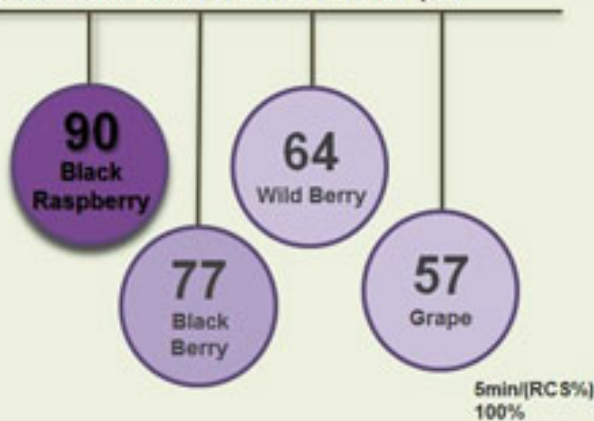 90
Black
Raspberry
77
Black
Berry
64
Wild Berry
57
Grape
5min/(RCS%)
100%